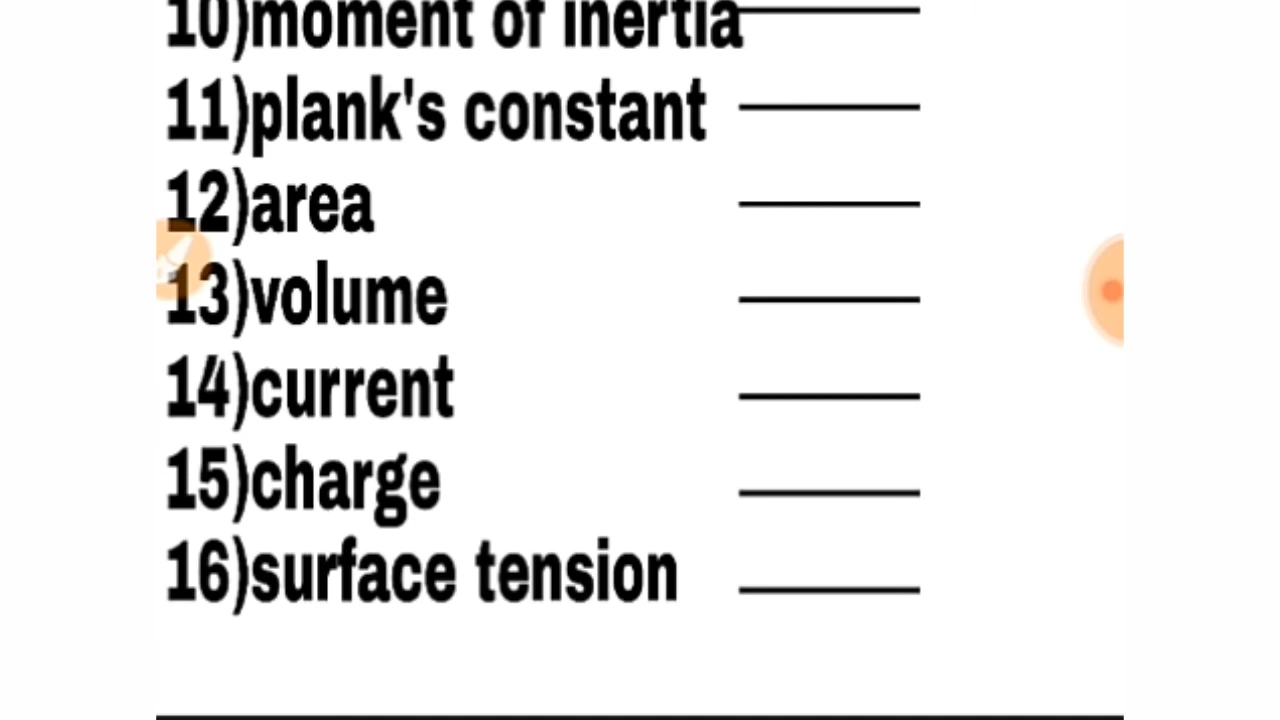 10)moment of inertia
11)plank's constant
12)area
13)volume
14)current
15)charge
16)surface tension